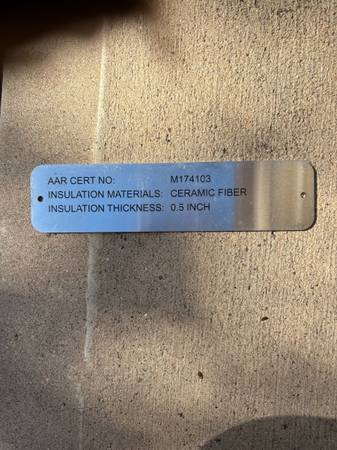 AAR CERT NO: M174103
INSULATION MATERIALS: CERAMIC FIBER
INSULATION THICKNESS: 0.5 INCH